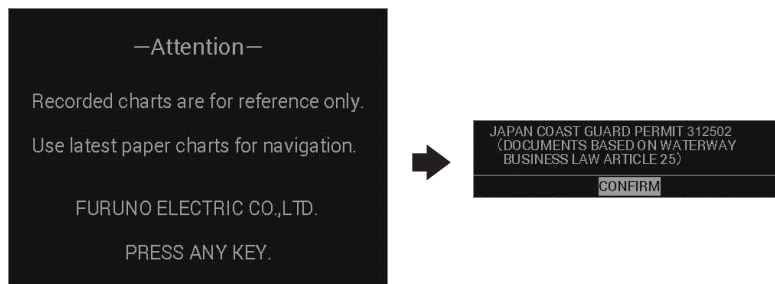 —Attention—
Recorded charts are for reference only.
Use latest paper charts for navigation.
FURUNO ELECTRIC CO.,LTD.
PRESS ANY KEY.
JAPAN COAST GUARD PERMIT 312502
(DOCUMENTS BASED ON WATERWAY
BUSINESS LAW ARTICLE 25)
CONFIRM